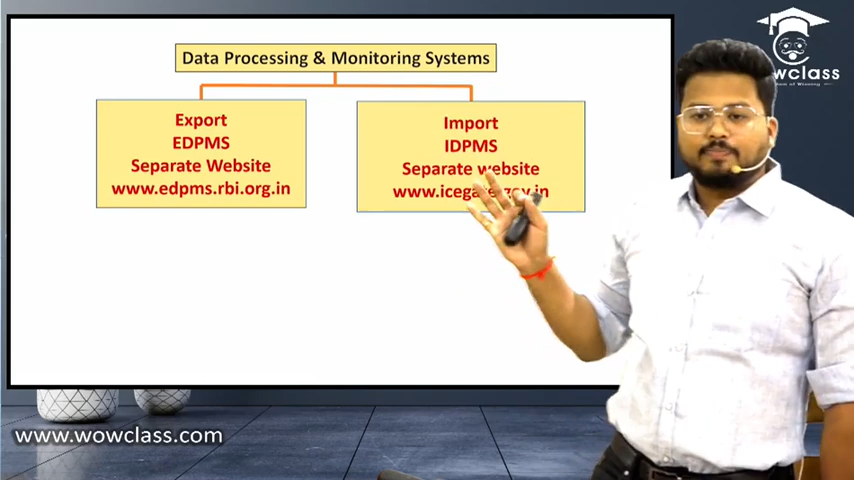 Data Processing & Monitoring Systems
Export
EDPMS
Separate Website
www.edpms.rbi.org.in
Import
IDPMS
Separate website
www.wowclass.com
wowclass